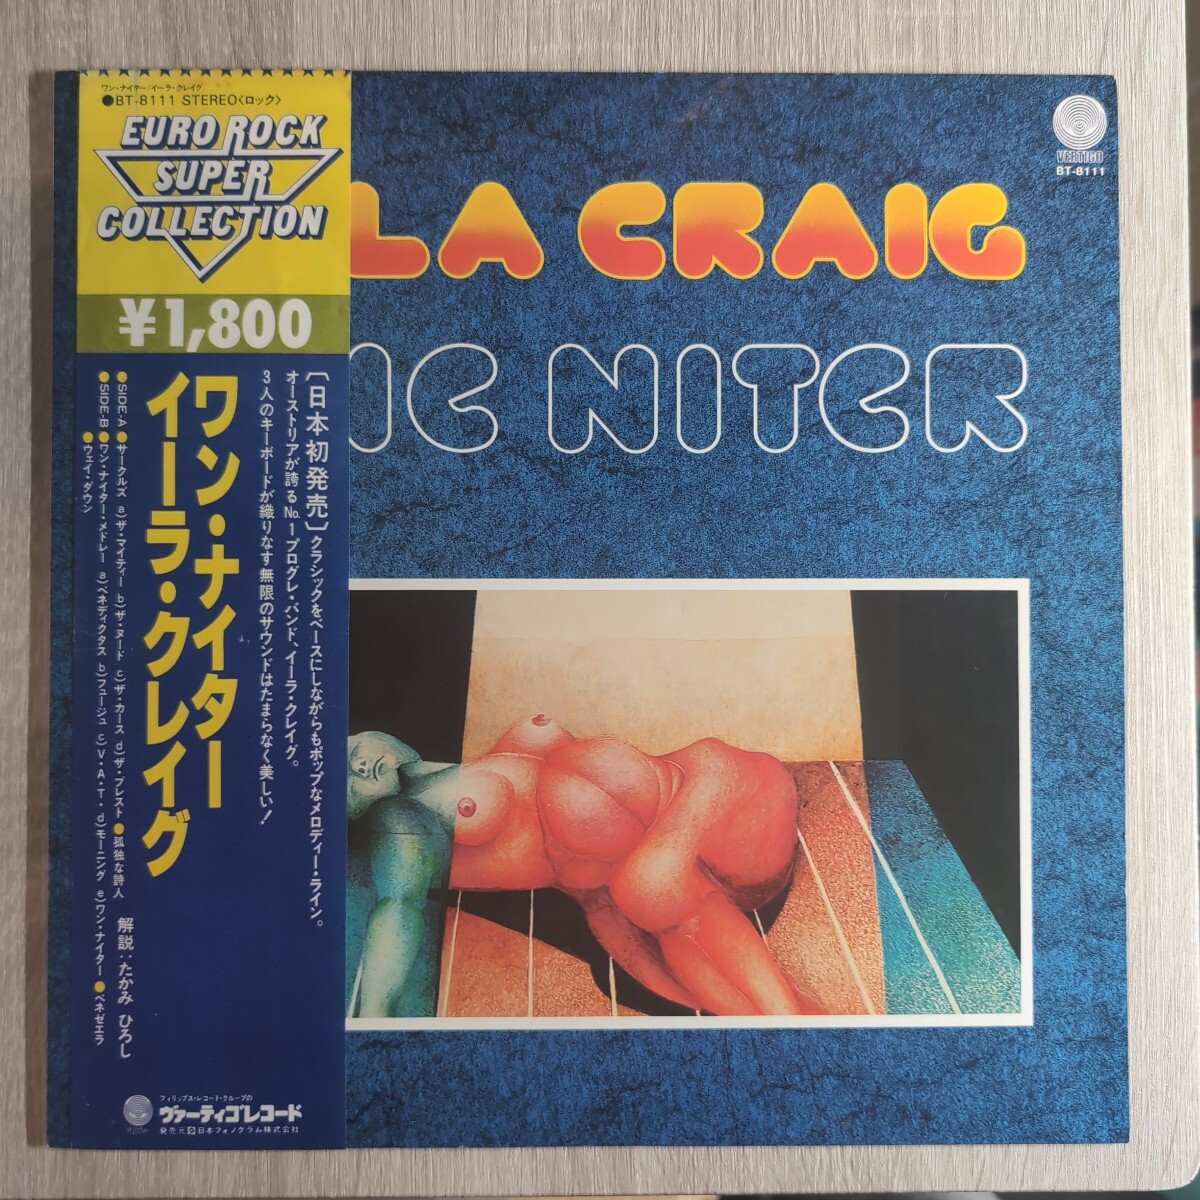 ワン・ナイター/イーラ・クレイグ
●BT-8111 STEREO〈ロック〉
EURO ROCK
SUPER
COLLECTION
¥1,800
〔日本初発売〕クラシックをベースにしながらもポップなメロディー・ライン。
オーストリアが誇るNo.1プログレ・バンド、イーラ・クレイグ。
3人のキーボードが織りなす無限のサウンドはたまらなく美しい!
ワン・ナイター
イーラ・クレイグ
●SIDE-A ●サークルズ a)ザ・マイティー b)ザ・ヌード c)ザ・カース d)ザ・ブレスト ●孤独な詩人
●SIDE-B ●ワン・ナイター・メドレー a)ベネディクタス b)フュージュ c)V・A・T・ d)モーニング e)ワン・ナイター ●ベネゼエラ
●ウェイ・ダウン
解説:たかみ ひろし
フィリップス・レコード・グループの
ヴァーティゴ・レコード
発売元 日本フォノグラム株式会社
LA CRAIG
NE NITER
VERTIGO
BT-8111